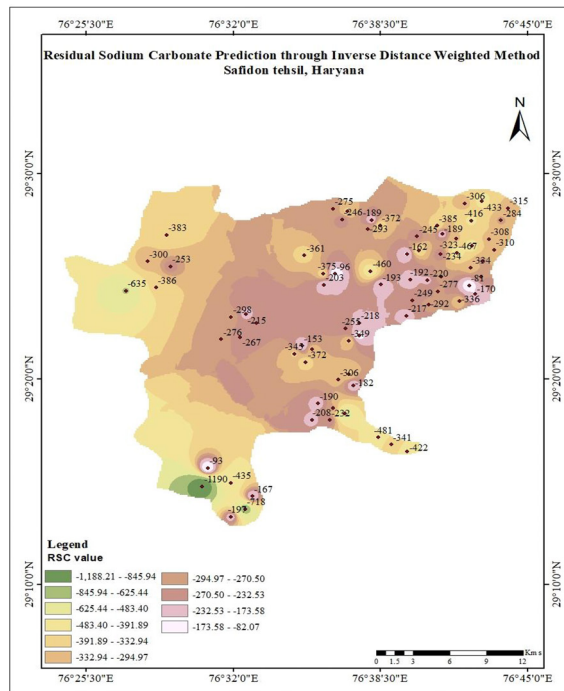 76°25'30"E 76°32'0"E 76°38'30"E 76°45'0"E
Residual Sodium Carbonate Prediction through Inverse Distance Weighted Method
Safidon tehsil, Haryana
N
29°30'0"N 29°30'0"N
-306
-315
-275
-433
-246
-189
-372
-385
-416
-284
-293
-245
-189
-383
-308
-361
-162
-323
-467
-310
-300
-234
-253
-375
-96
-460
-384
-635
-386
-203
-193
-192
-220
-277
-170
-249
-336
-298
-215
-218
-217
-292
-255
-276
-267
-153
-349
-345
-372
29°20'0"N 29°20'0"N
-306
-182
-190
-208
-232
-481
-341
-422
-93
-435
-1190
-167
-718
Legend
RSC value
-1,188.21 - -845.94
-845.94 - -625.44
-625.44 - -483.40
-483.40 - -391.89
-391.89 - -332.94
-332.94 - -294.97
-294.97 - -270.50
-270.50 - -232.53
-232.53 - -173.58
-173.58 - -82.07
29°10'0"N 29°10'0"N
Kms
0 1.5 3 6 9 12
76°25'30"E 76°32'0"E 76°38'30"E 76°45'0"E